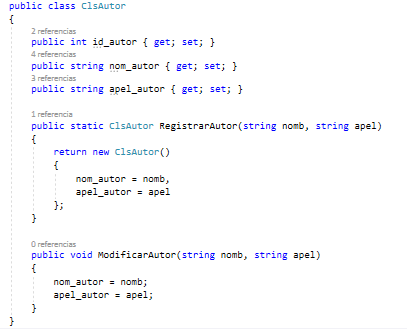 public class ClsAutor
{
2 referencias
public int id_autor { get; set; }
4 referencias
public string nom_autor { get; set; }
3 referencias
public string apel_autor { get; set; }
1 referencia
public static ClsAutor RegistrarAutor(string nomb, string apel)
{
return new ClsAutor()
{
nom_autor = nomb,
apel_autor = apel
};
}
0 referencias
public void ModificarAutor(string nomb, string apel)
{
nom_autor = nomb;
apel_autor = apel;
}
}